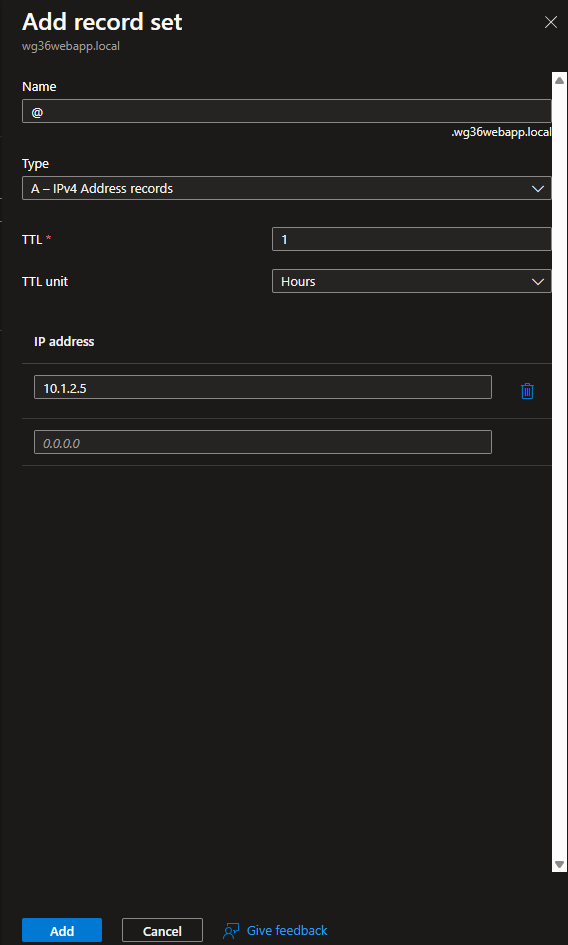 Add record set
wg36webapp.local
Name
@
.wg36webapp.local
Type
A – IPv4 Address records
TTL *
1
TTL unit
Hours
IP address
10.1.2.5
0.0.0.0
Add
Cancel
Give feedback